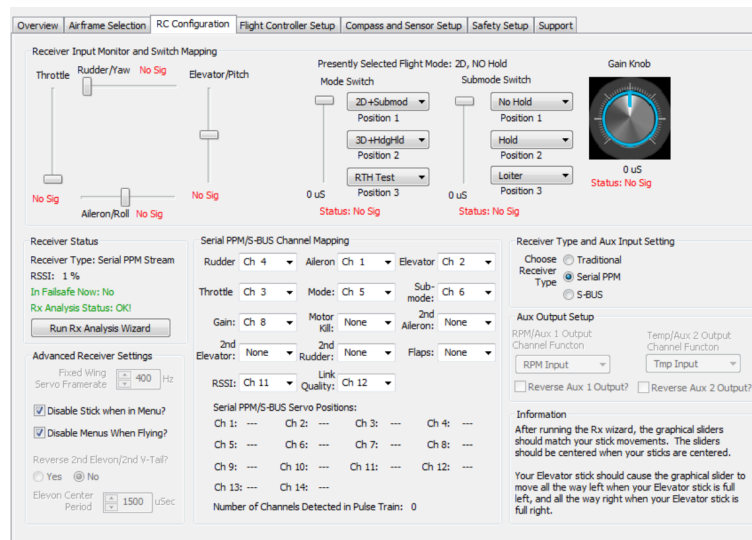 Overview Airframe Selection RC Configuration Flight Controller Setup Compass and Sensor Setup Safety Setup Support
Receiver Input Monitor and Switch Mapping
Throttle Rudder/Yaw No Sig Elevator/Pitch
No Sig
Aileron/Roll No Sig
No Sig
Presently Selected Flight Mode: 2D, NO Hold
Mode Switch
2D+Submod
Position 1
3D+HdgHld
Position 2
RTH Test
Position 3
0 uS
Status: No Sig
Submode Switch
No Hold
Position 1
Hold
Position 2
Loiter
Position 3
0 uS
Status: No Sig
Gain Knob
0 uS
Status: No Sig
Receiver Status
Receiver Type: Serial PPM Stream
RSSI: 1 %
In Failsafe Now: No
Rx Analysis Status: OK!
Run Rx Analysis Wizard
Advanced Receiver Settings
Fixed Wing
Servo Framerate 400 Hz
Disable Stick when in Menu?
Disable Menus When Flying?
Reverse 2nd Elevon/2nd V-Tail?
Yes No
Elevon Center
Period 1500 uSec
Serial PPM/S-BUS Channel Mapping
Rudder Ch 4 Aileron Ch 1 Elevator Ch 2
Throttle Ch 3 Mode: Ch 5 Sub-mode: Ch 6
Gain: Ch 8 Motor Kill: None 2nd Aileron: None
2nd Elevator: None 2nd Rudder: None Flaps: None
RSSI: Ch 11 Link Quality: Ch 12
Serial PPM/S-BUS Servo Positions:
Ch 1: --- Ch 2: --- Ch 3: --- Ch 4: ---
Ch 5: --- Ch 6: --- Ch 7: --- Ch 8: ---
Ch 9: --- Ch 10: --- Ch 11: --- Ch 12: ---
Ch 13: --- Ch 14: ---
Number of Channels Detected in Pulse Train: 0
Receiver Type and Aux Input Setting
Choose Receiver Type
Traditional
Serial PPM
S-BUS
Aux Output Setup
RPM/Aux 1 Output
Channel Functon
RPM Input
Reverse Aux 1 Output?
Temp/Aux 2 Output
Channel Functon
Tmp Input
Reverse Aux 2 Output?
Information
After running the Rx wizard, the graphical sliders
should match your stick movements. The sliders
should be centered when your sticks are centered.
Your Elevator stick should cause the graphical slider to
move all the way left when your Elevator stick is full
left, and all the way right when your Elevator stick is
full right.